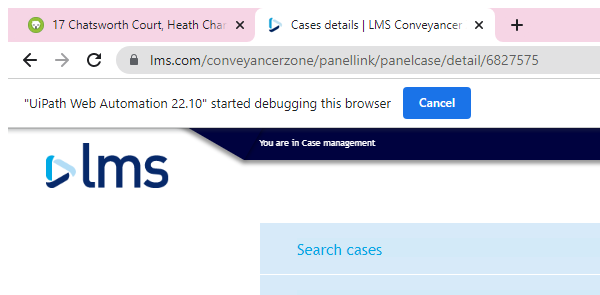 17 Chatsworth Court, Heath Char
Cases details | LMS Conveyancer
lms.com/conveyancerzone/panellink/panelcase/detail/6827575
"UiPath Web Automation 22.10" started debugging this browser
Cancel
You are in Case management
lms
Search cases